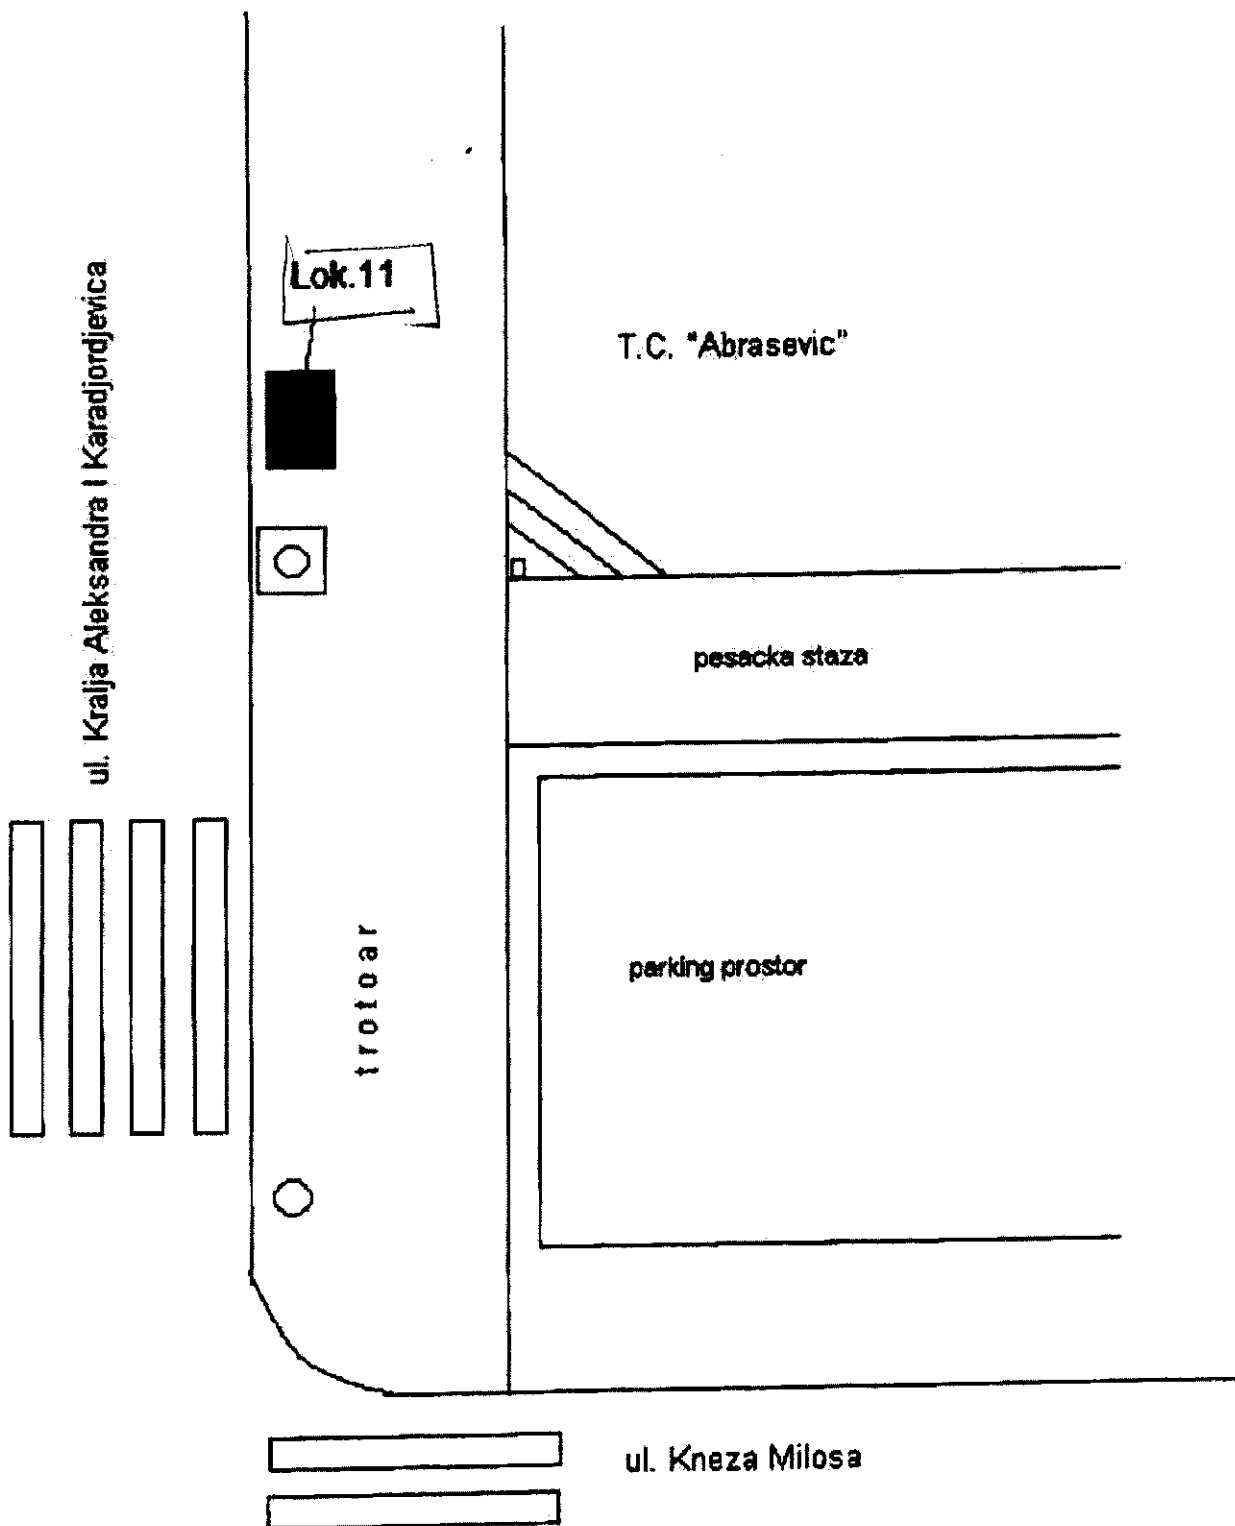 Lok.11
T.C. "Abrasevic"
ul. Kralja Aleksandra I Karadjordjevica
pesacka staza
parking prostor
trotoar
ul. Kneza Milosa